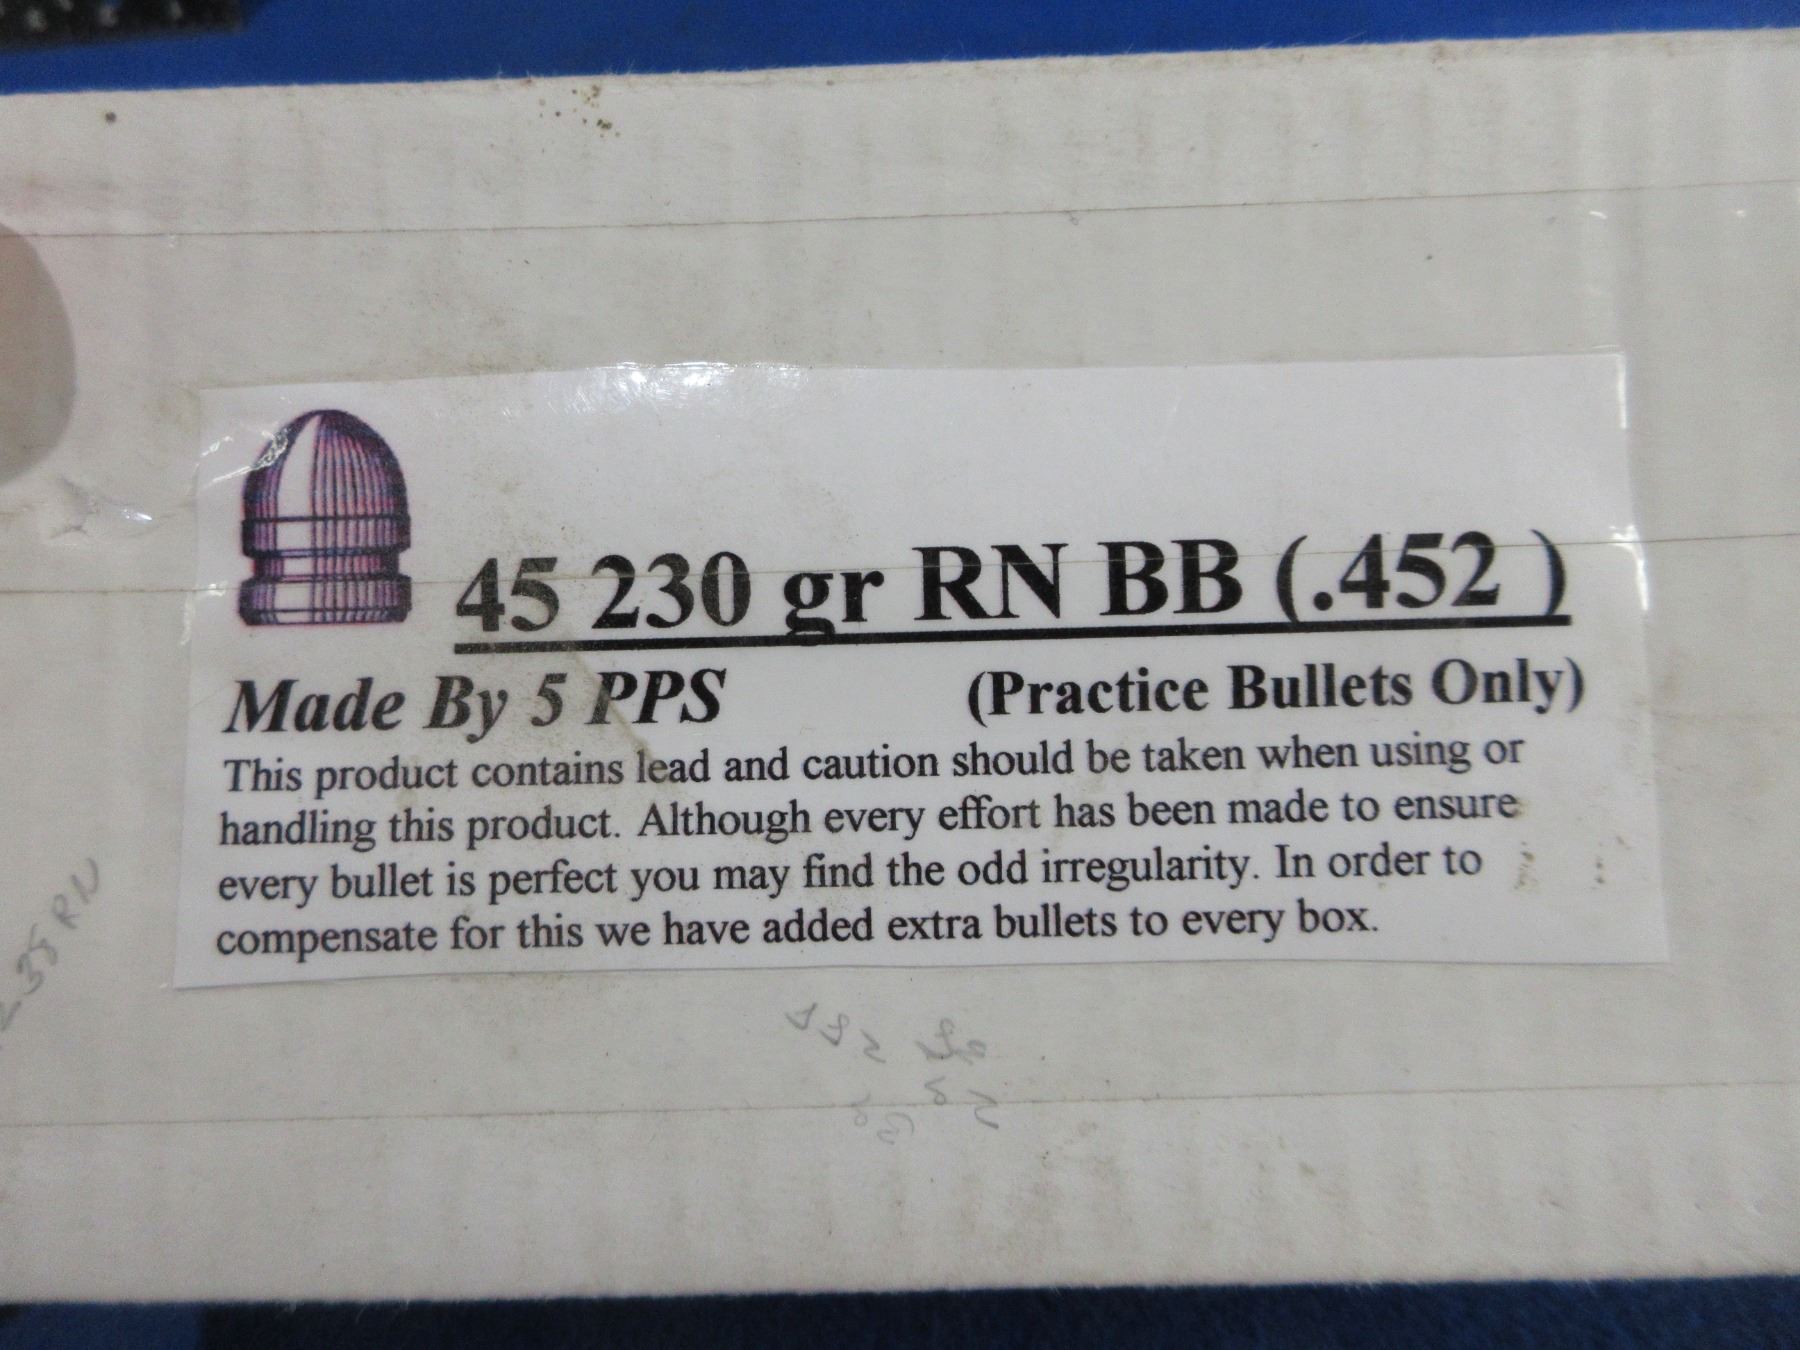 45 230 gr RN BB (.452 )
Made By 5 PPS (Practice Bullets Only)
This product contains lead and caution should be taken when using or
handling this product. Although every effort has been made to ensure
every bullet is perfect you may find the odd irregularity. In order to
compensate for this we have added extra bullets to every box.
RN